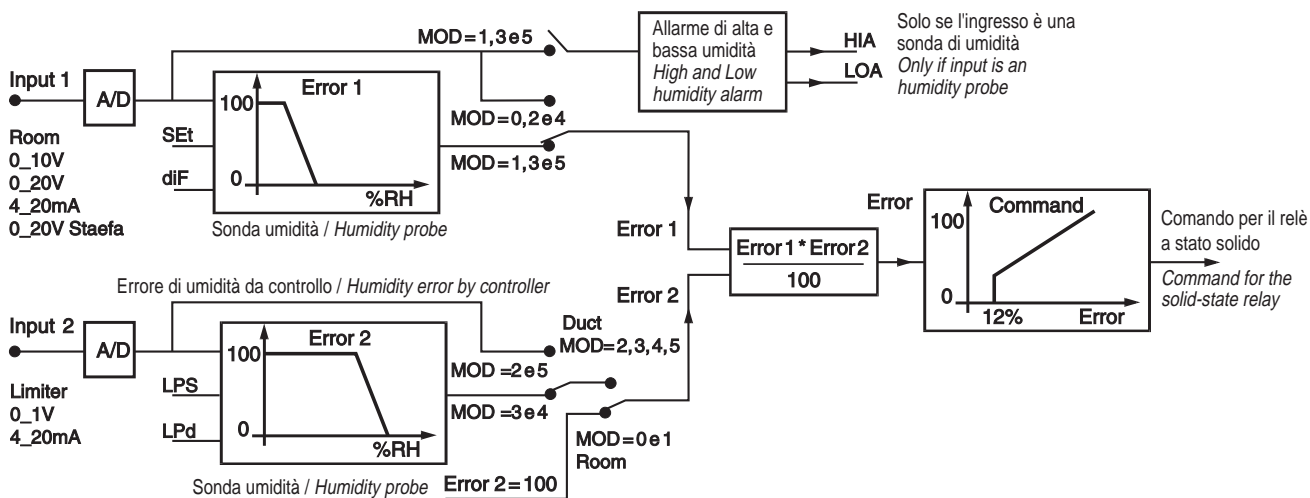 MOD=1,3e5
Allarme di alta e
bassa umidità
High and Low
humidity alarm
HIA
LOA
Solo se l'ingresso è una
sonda di umidità
Only if input is an
humidity probe
Input 1
A/D
Room
0_10V
0_20V
4_20mA
0_20V Staefa
SEt
diF
Error 1
100
0
%RH
Sonda umidità / Humidity probe
MOD=0,2e4
MOD=1,3e5
Error 1
Error 2
Error1*Error2
100
Error
Command
100
0
12%
Error
Comando per il relè
a stato solido
Command for the
solid-state relay
Errore di umidità da controllo / Humidity error by controller
Input 2
A/D
Limiter
0_1V
4_20mA
LPS
LPd
Error 2
100
0
%RH
Sonda umidità / Humidity probe
Duct
MOD=2,3,4,5
MOD =2e5
MOD =3e4
MOD =0e1
Room
Error 2=100